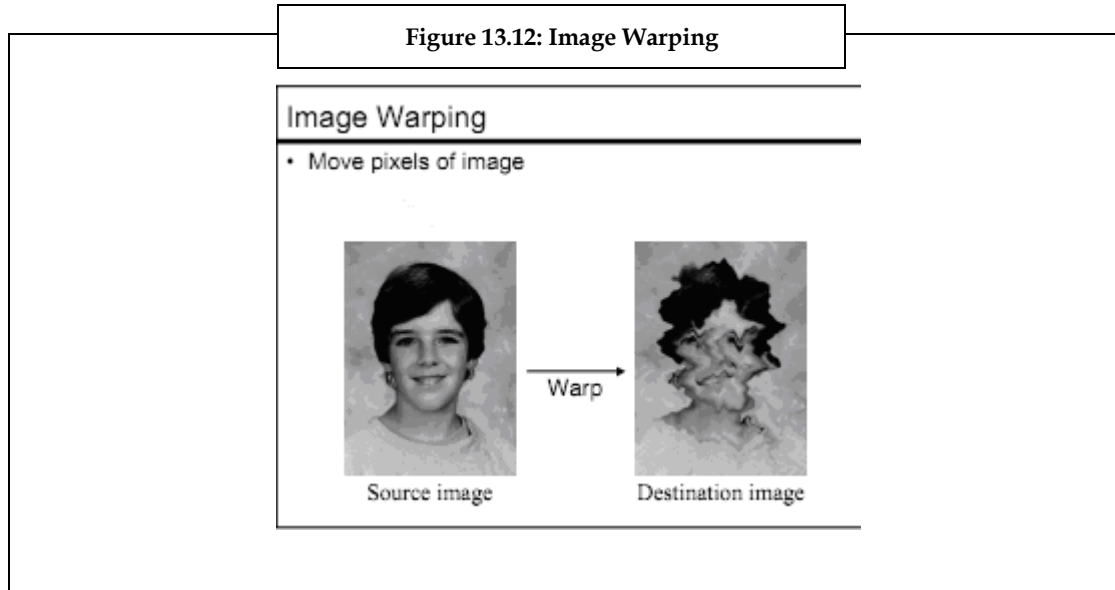 Figure 13.12: Image Warping
Image Warping
• Move pixels of image
Warp
Source image
Destination image